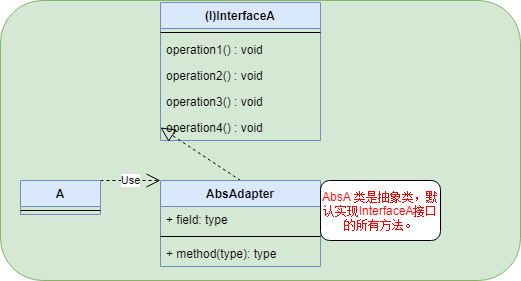 (I)InterfaceA
operation1() : void
operation2() : void
operation3() : void
operation4() : void
Use
A
AbsAdapter
+ field: type
+ method(type): type
AbsA 类是抽象类，默
认实现InterfaceA接口
的所有方法。